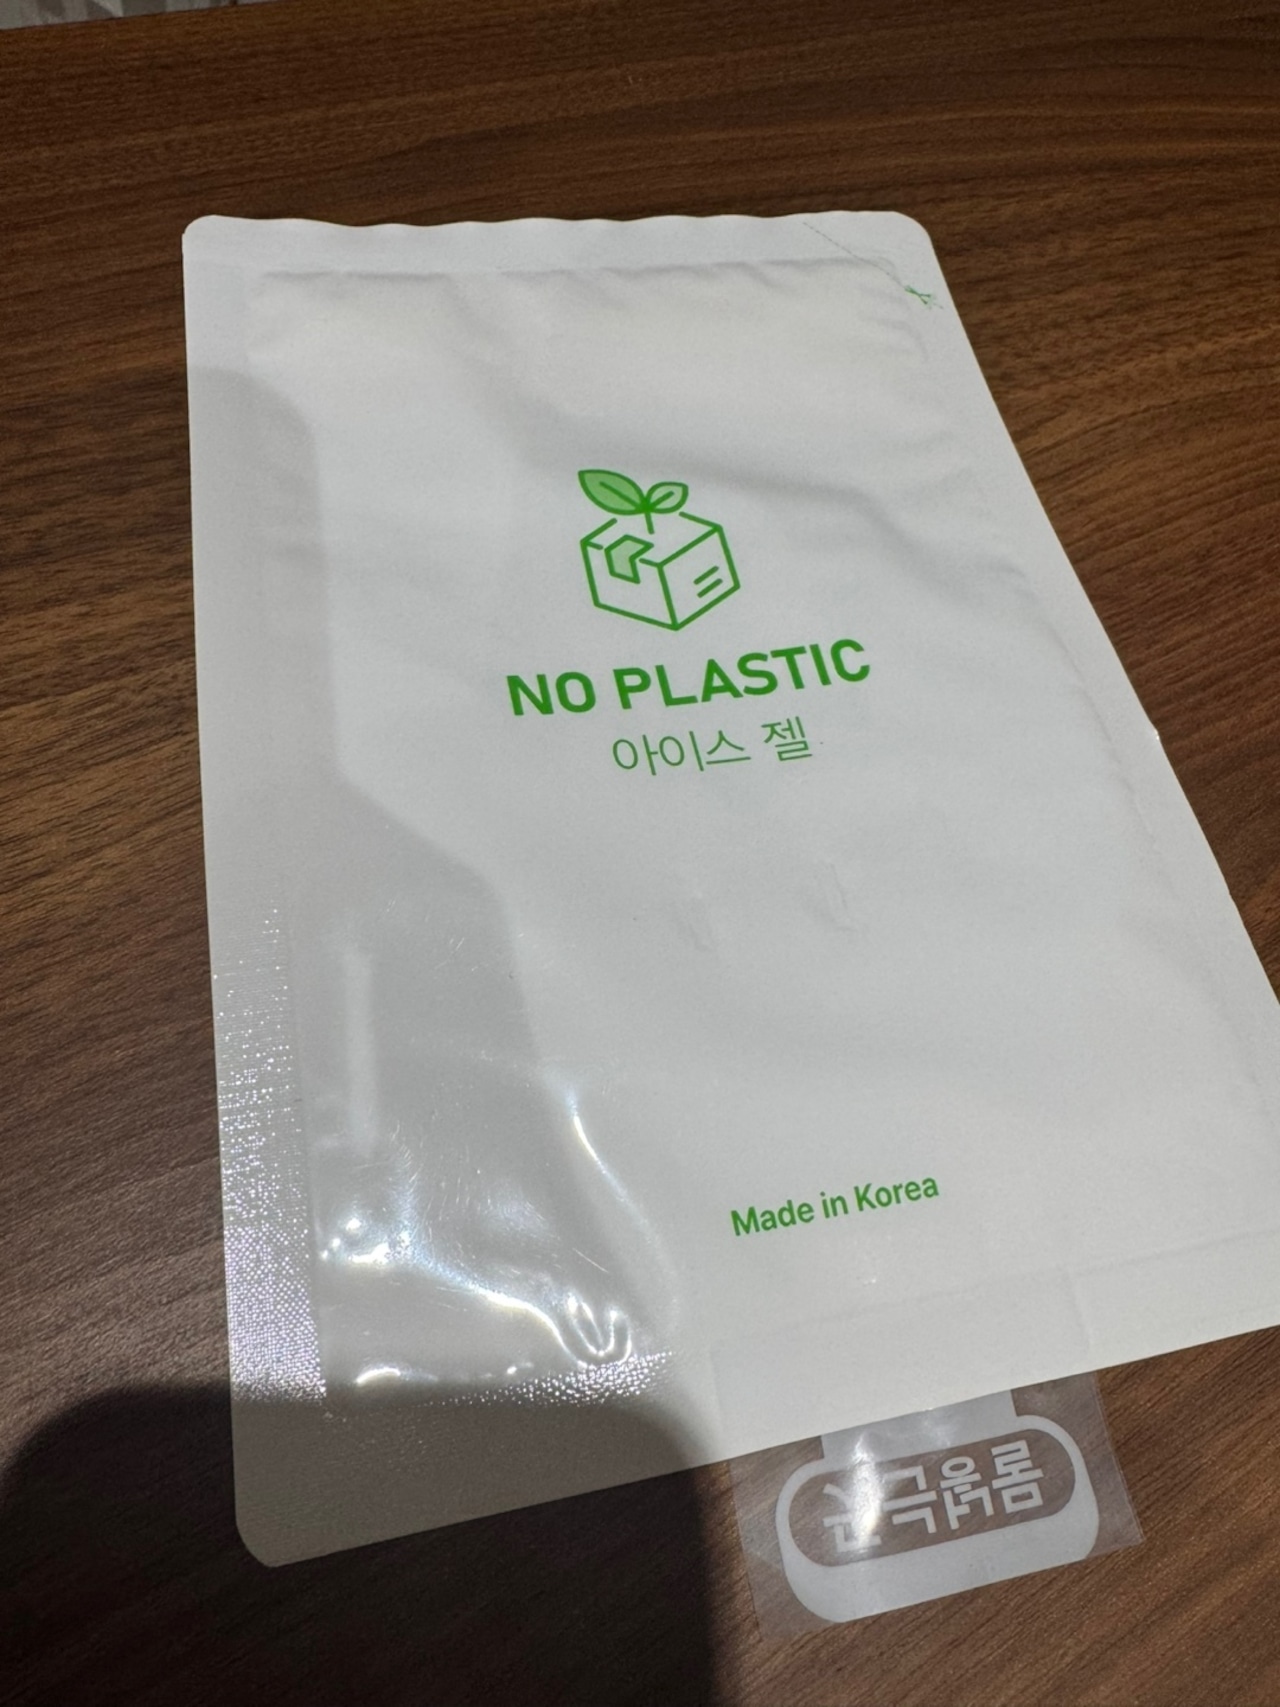 NO PLASTIC
아이스 젤
Made in Korea